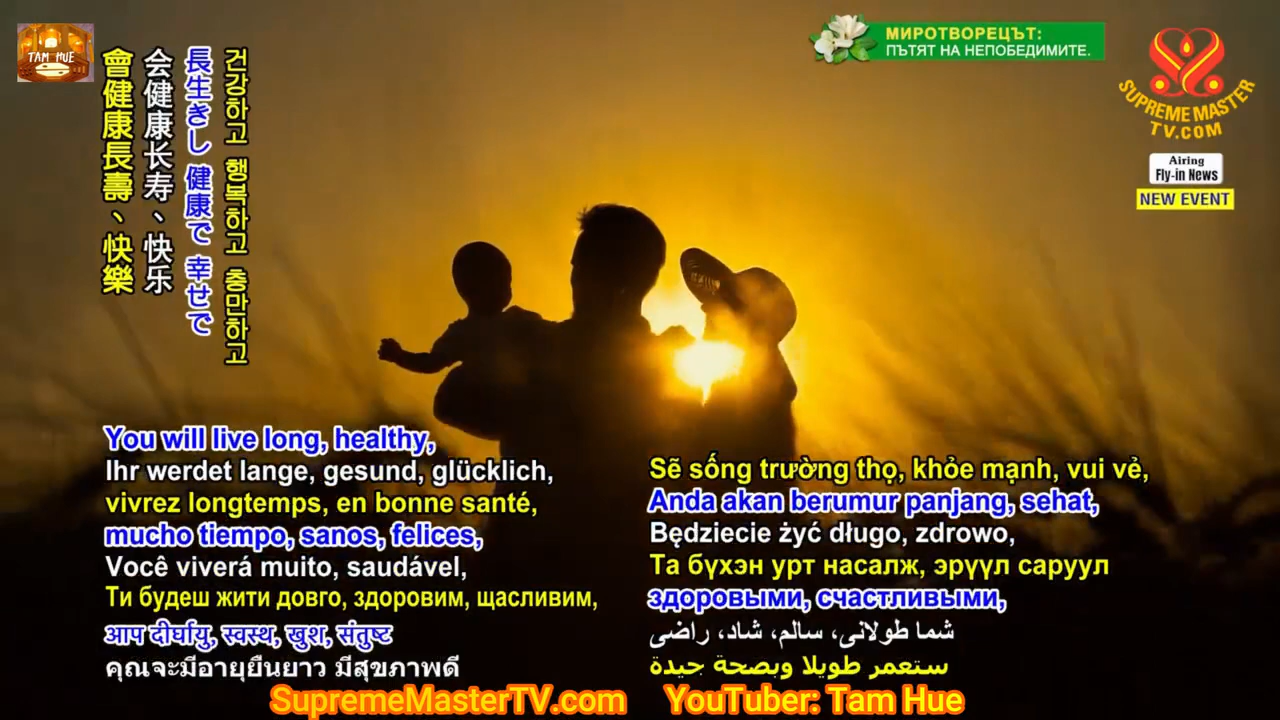 TAM HUE
МИРОТВОРЕЦЪТ:
ПЪТЯТ НА НЕПОБЕДИМИТЕ.
SUPREME MASTER
TV.COM
Airing
Fly-in News
NEW EVENT
會健康長壽、快樂
会健康长寿、快乐
長生きし 健康で 幸せで
건강하고 행복하고 충만하고
You will live long, healthy,
Ihr werdet lange, gesund, glücklich,
vivrez longtemps, en bonne santé,
mucho tiempo, sanos, felices,
Você viverá muito, saudável,
Ти будеш жити довго, здоровим, щасливим,
आप दीर्घायु, स्वस्थ, खुश, संतुष्ट
คุณจะมีอายุยืนยาว มีสุขภาพดี
Sẽ sống trường thọ, khỏe mạnh, vui vẻ,
Anda akan berumur panjang, sehat,
Będziecie żyć długo, zdrowo,
Та бүхэн урт насалж, эрүүл саруул
здоровыми, счастливыми,
شما طولانی، سالم، شاد، راضی
ستعمر طويلا وبصحة جيدة
SupremeMasterTV.com
YouTuber: Tam Hue